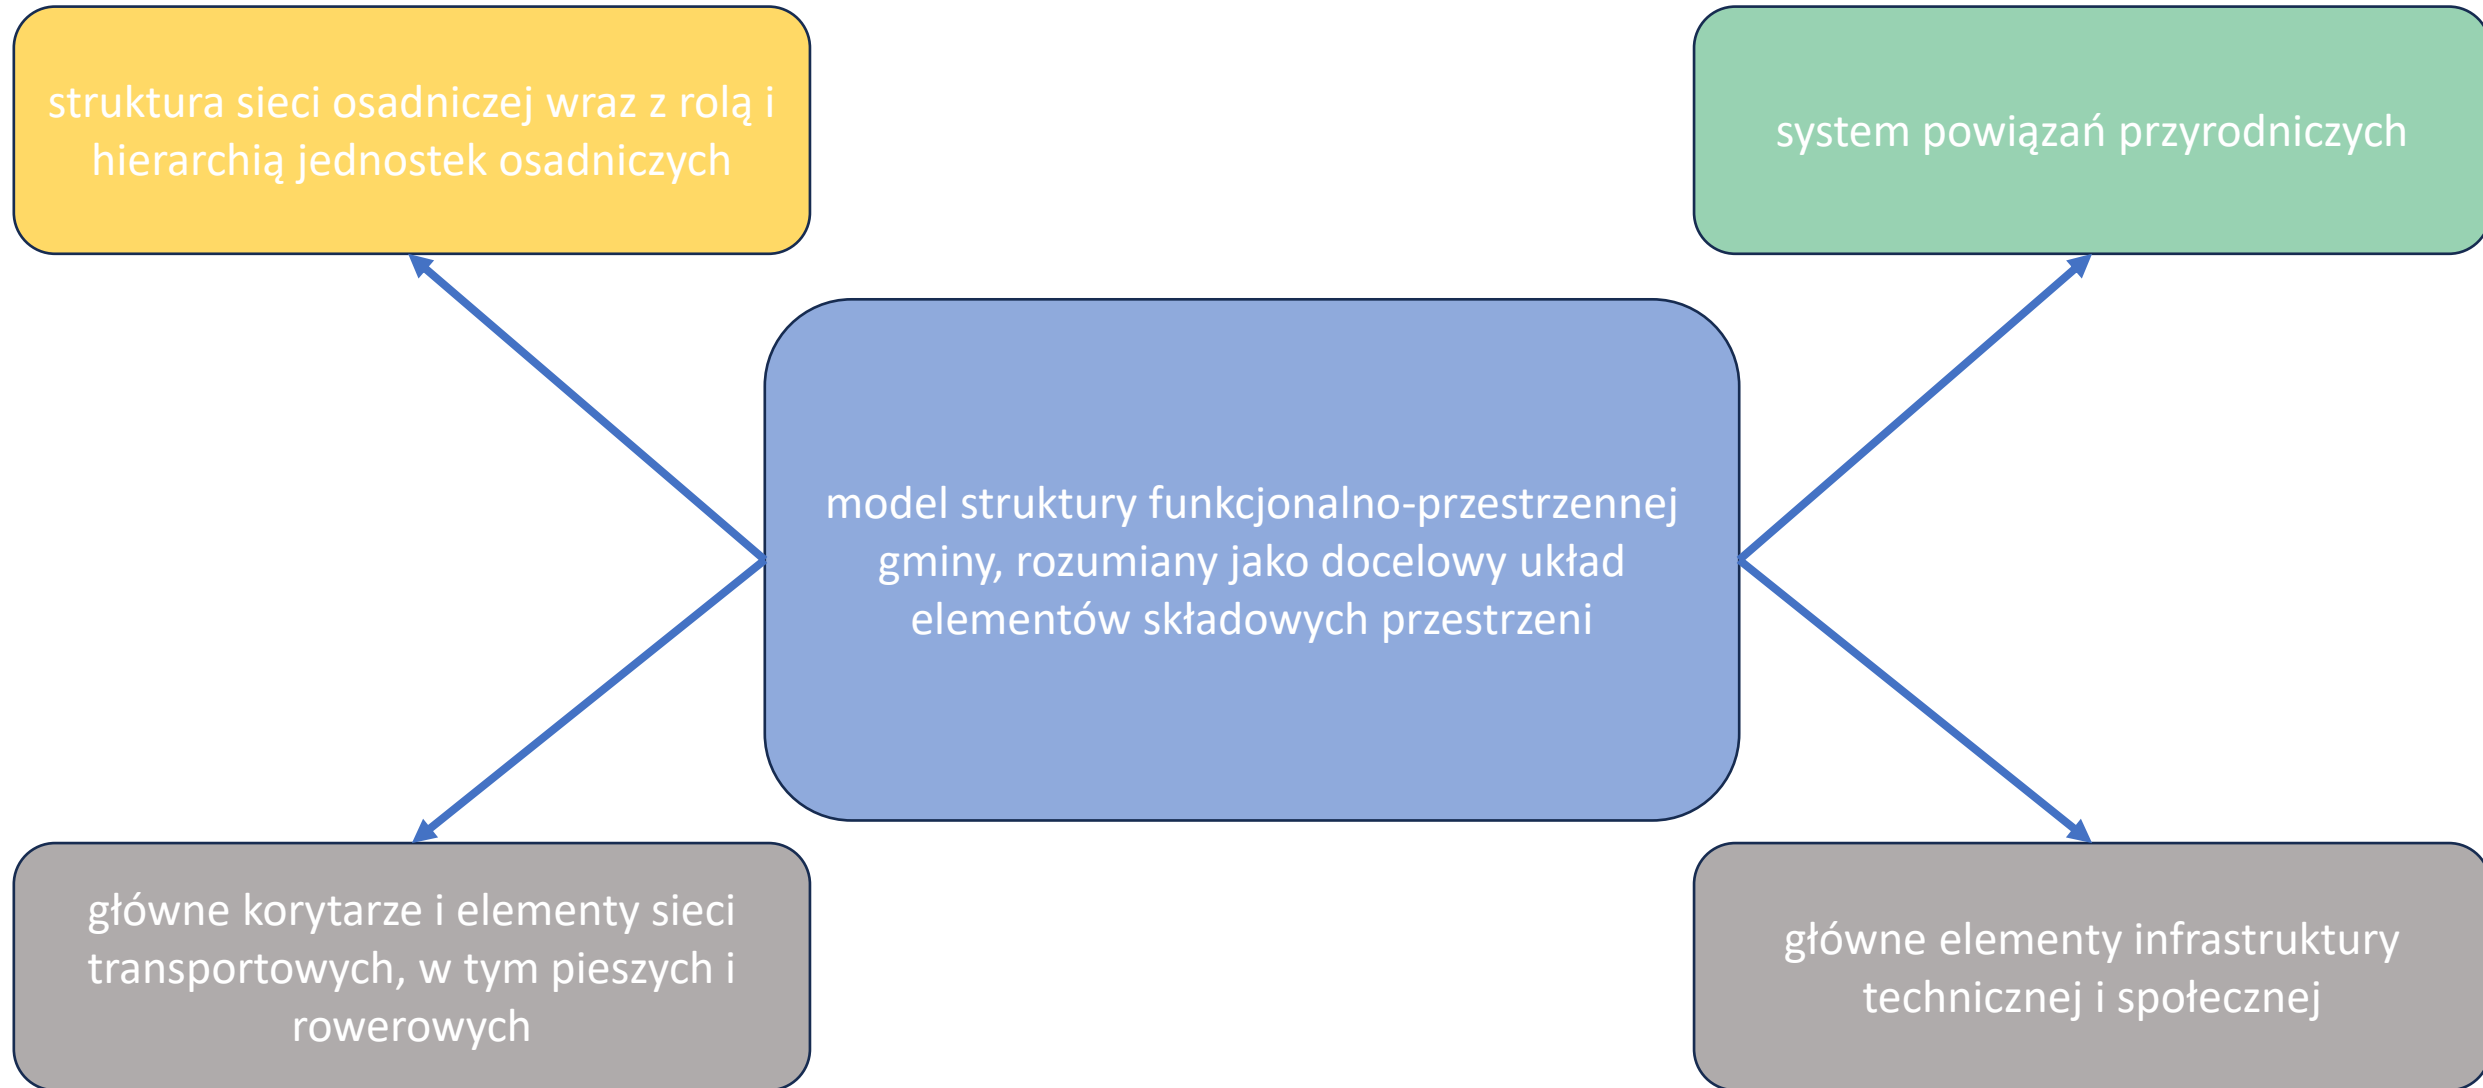 struktura sieci osadniczej wraz z rolą i
hierarchią jednostek osadniczych
system powiązań przyrodniczych
model struktury funkcjonalno-przestrzennej
gminy, rozumiany jako docelowy układ
elementów składowych przestrzeni
główne korytarze i elementy sieci
transportowych, w tym pieszych i
rowerowych
główne elementy infrastruktury
technicznej i społecznej